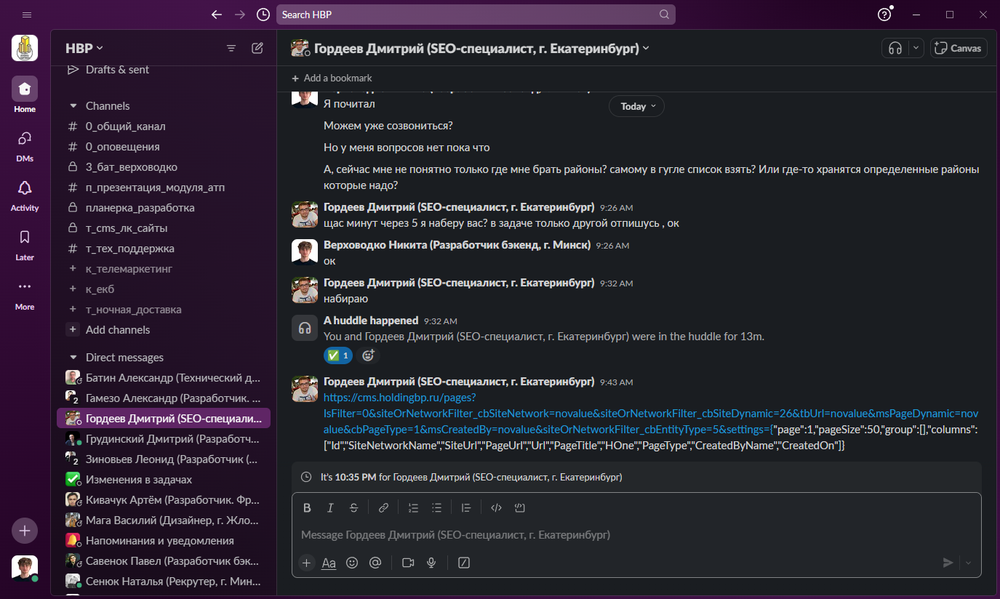 Search HBP
HBP
Drafts & sent
Home
DMs
Activity
Later
More
Channels
# 0_общий_канал
# 0_оповещения
3_бат_верховодко
# п_презентация_модуля_атп
планерка_разработка
т_cms_лк_сайты
# т_тех_поддержка
+ к_телемаркетинг
+ к_екб
+ т_ночная_доставка
+ Add channels
Direct messages
Батин Александр (Технический д...
2 Гамезо Александр (Разработчик. ...
Гордеев Дмитрий (SEO-специали...
Грудинский Дмитрий (Разработч...
2 Зиновьев Леонид (Разработчик (...
Изменения в задачах
Кивачук Артём (Разработчик. Фр...
Мага Василий (Дизайнер, г. Жло...
Напоминания и уведомления
Савенок Павел (Разработчик бэк...
Сенюк Наталья (Рекрутер, г. Мин...
Гордеев Дмитрий (SEO-специалист, г. Екатеринбург)
Canvas
+ Add a bookmark
Today
Я почитал
Можем уже созвониться?
Но у меня вопросов нет пока что
А, сейчас мне не понятно только где мне брать районы? самому в гугле список взять? Или где-то хранятся определенные районы
которые надо?
Гордеев Дмитрий (SEO-специалист, г. Екатеринбург) 9:26 AM
щас минут через 5 я наберу вас? в задаче только другой отпишусь , ок
Верховодко Никита (Разработчик бэкенд, г. Минск) 9:26 AM
ок
Гордеев Дмитрий (SEO-специалист, г. Екатеринбург) 9:32 AM
набираю
A huddle happened 9:32 AM
You and Гордеев Дмитрий (SEO-специалист, г. Екатеринбург) were in the huddle for 13m.
1
Гордеев Дмитрий (SEO-специалист, г. Екатеринбург) 9:43 AM
https://cms.holdingbp.ru/pages?
IsFilter=0&siteOrNetworkFilter_cbSiteNetwork=novalue&siteOrNetworkFilter_cbSiteDynamic=26&tbUrl=novalue&msPageDynamic=nov
alue&cbPageType=1&msCreatedBy=novalue&siteOrNetworkFilter_cbEntityType=5&settings={"page":1,"pageSize":50,"group":[],"columns":
["Id","SiteNetworkName","SiteUrl","PageUrl","Url","PageTitle","HOne","PageType","CreatedByName","CreatedOn"]}
It's 10:35 PM for Гордеев Дмитрий (SEO-специалист, г. Екатеринбург)
B I S
Message Гордеев Дмитрий (SEO-специалист, г. Екатеринбург)
Aa